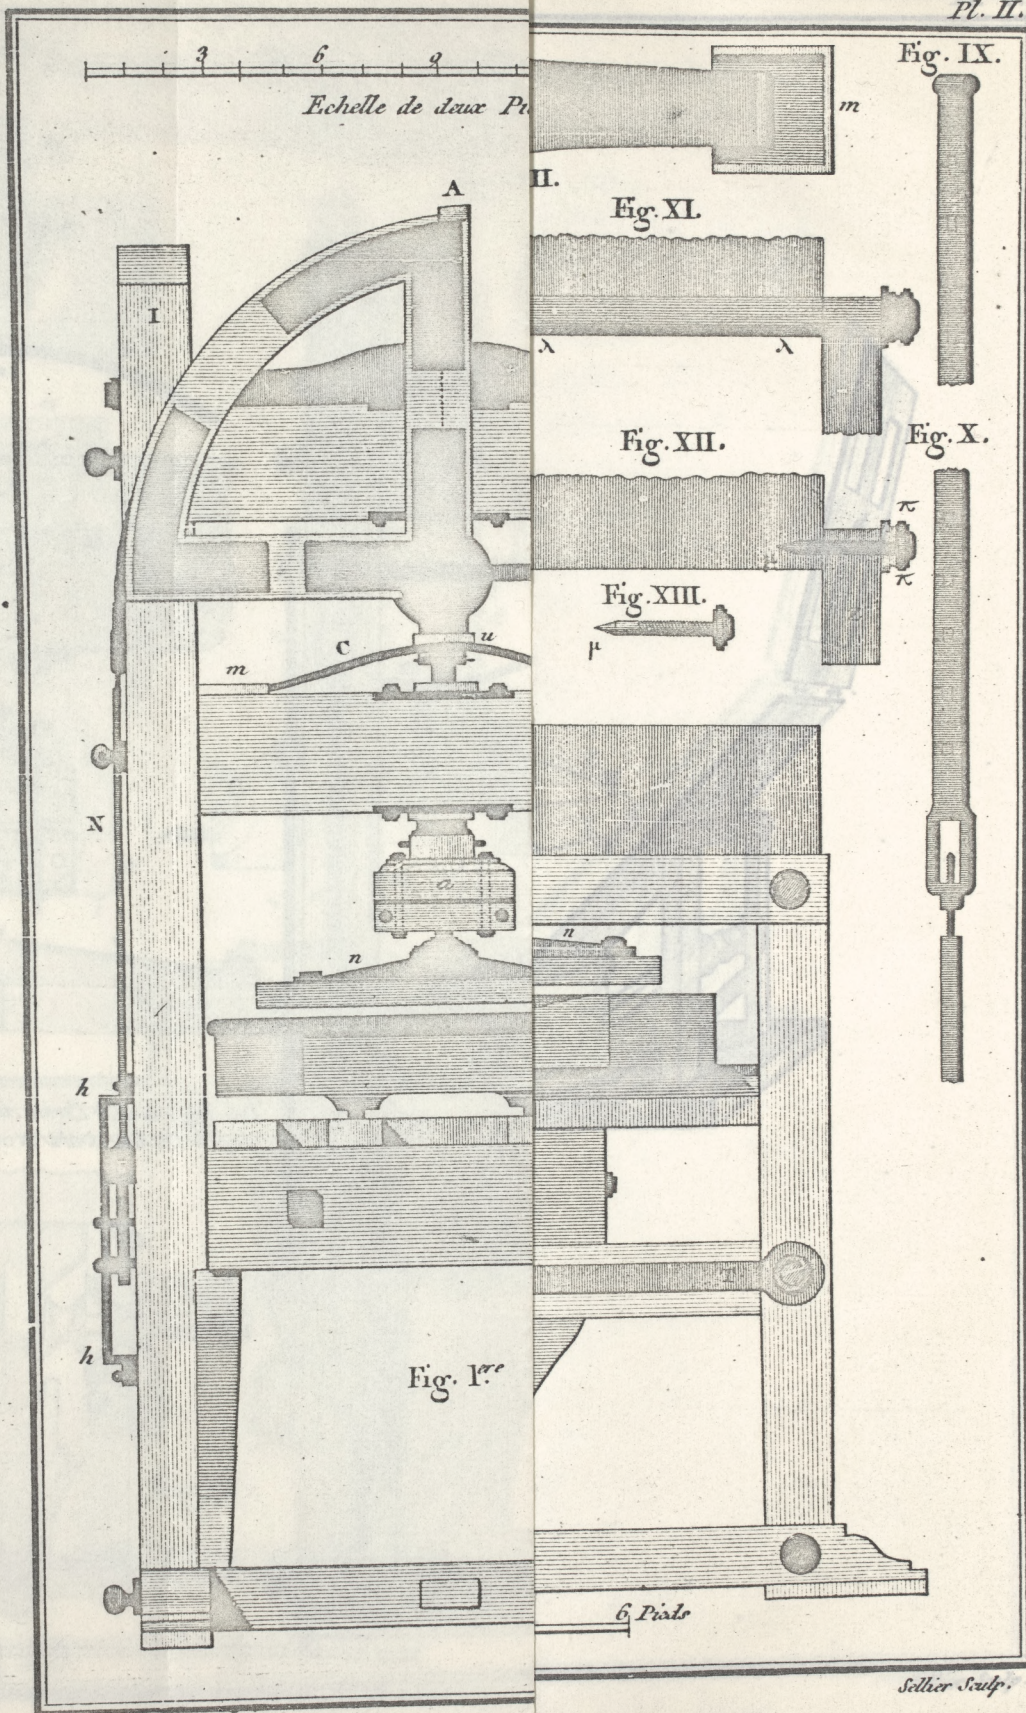 Pl. II.
3 6 9
Echelle de deux
Fig. IX.
m
II.
A
Fig. XI.
I
λ λ
Fig. XII.
Fig. X.
π
μ
π
Fig. XIII.
μ
C u
m
N
a
n
n
h
T
h
Fig. 1.ere
6 Pieds
Sellier Sculp.